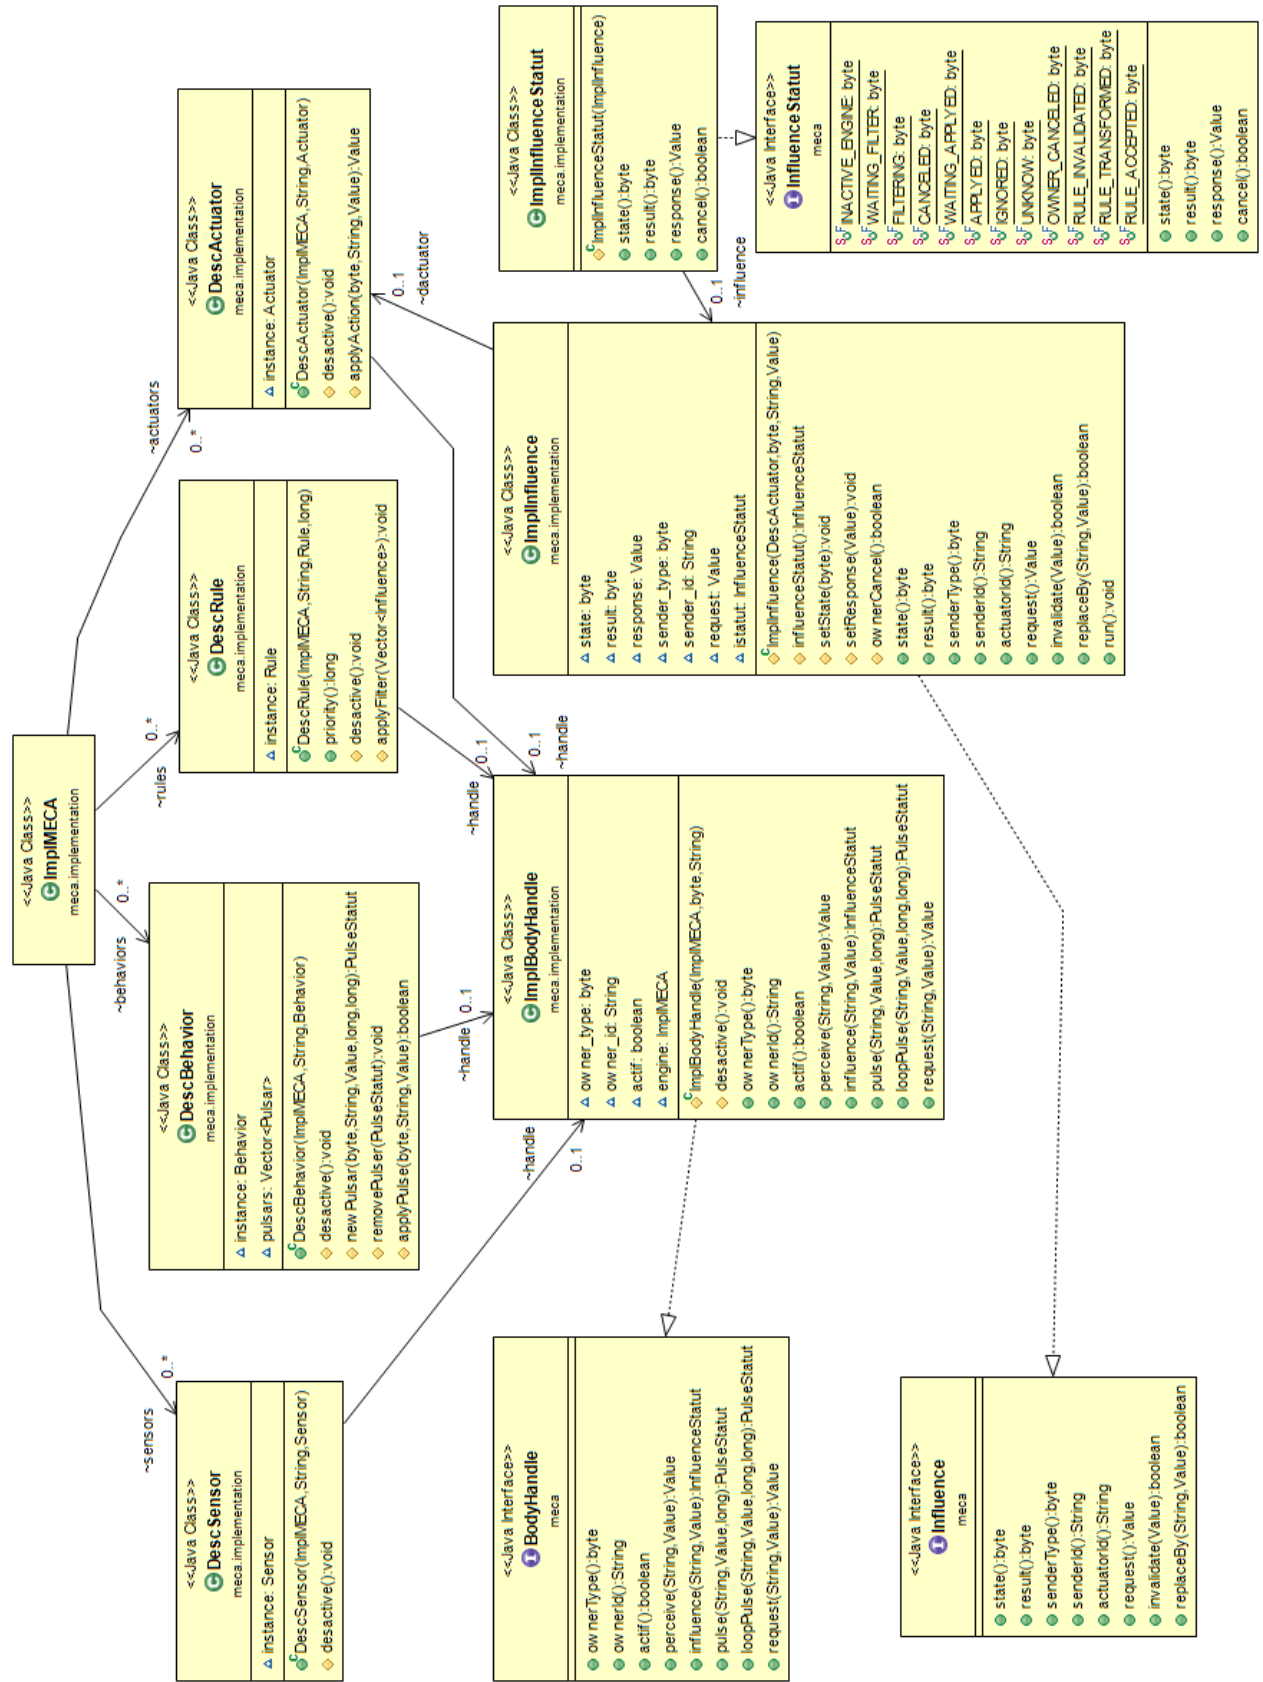 <<Java Class>>
ImplMECA
meca.implementation
~sensors
0..*
~behaviors
0..*
~rules
0..*
~actuators
0..*
<<Java Class>>
DescSensor
meca.implementation
instance: Sensor
DescSensor(ImplMECA,String,Sensor)
desactive():void
<<Java Class>>
DescBehavior
meca.implementation
instance: Behavior
pulsars: Vector<Pulsar>
DescBehavior(ImplMECA,String,Behavior)
desactive():void
newPulsar(byte,String,Value,long,long):PulseStatut
removePulser(PulseStatut):void
applyPulse(byte,String,Value):boolean
<<Java Class>>
DescRule
meca.implementation
instance: Rule
DescRule(ImplMECA,String,Rule,long)
priority():long
desactive():void
applyFilter(Vector<Influence>):void
<<Java Class>>
DescActuator
meca.implementation
instance: Actuator
DescActuator(ImplMECA,String,Actuator)
desactive():void
applyAction(byte,String,Value):Value
~handle
0..1
~handle
0..1
~handle
0..1
~handle
0..1
~dactuator
0..1
<<Java Interface>>
BodyHandle
meca
ownerType():byte
ownerId():String
actif():boolean
perceive(String,Value):Value
influence(String,Value):InfluenceStatut
pulse(String,Value,long):PulseStatut
loopPulse(String,Value,long,long):PulseStatut
request(String,Value):Value
<<Java Class>>
ImplBodyHandle
meca.implementation
owner_type: byte
owner_id: String
actif: boolean
engine: ImplMECA
ImplBodyHandle(ImplMECA,byte,String)
desactive():void
ownerType():byte
ownerId():String
actif():boolean
perceive(String,Value):Value
influence(String,Value):InfluenceStatut
pulse(String,Value,long):PulseStatut
loopPulse(String,Value,long,long):PulseStatut
request(String,Value):Value
<<Java Class>>
ImplInfluence
meca.implementation
state: byte
result: byte
response: Value
sender_type: byte
sender_id: String
request: Value
istatut: InfluenceStatut
ImplInfluence(DescActuator,byte,String,Value)
influenceStatut():InfluenceStatut
setState(byte):void
setResponse(Value):void
ownerCancel():boolean
state():byte
result():byte
senderType():byte
senderId():String
actuatorId():String
request():Value
invalidate(Value):boolean
replaceBy(String,Value):boolean
run():void
<<Java Class>>
ImplInfluenceStatut
meca.implementation
ImplInfluenceStatut(ImplInfluence)
state():byte
result():byte
response():Value
cancel():boolean
0..1
~influence
<<Java Interface>>
InfluenceStatut
meca
INACTIVE_ENGINE: byte
WAITING_FILTER: byte
FILTERING: byte
CANCELED: byte
WAITING_APPLYED: byte
APPLYED: byte
IGNORED: byte
UNKNOW: byte
OWNER_CANCELED: byte
RULE_INVALIDATED: byte
RULE_TRANSFORMED: byte
RULE_ACCEPTED: byte
state():byte
result():byte
response():Value
cancel():boolean
<<Java Interface>>
Influence
meca
state():byte
result():byte
senderType():byte
senderId():String
actuatorId():String
request():Value
invalidate(Value):boolean
replaceBy(String,Value):boolean